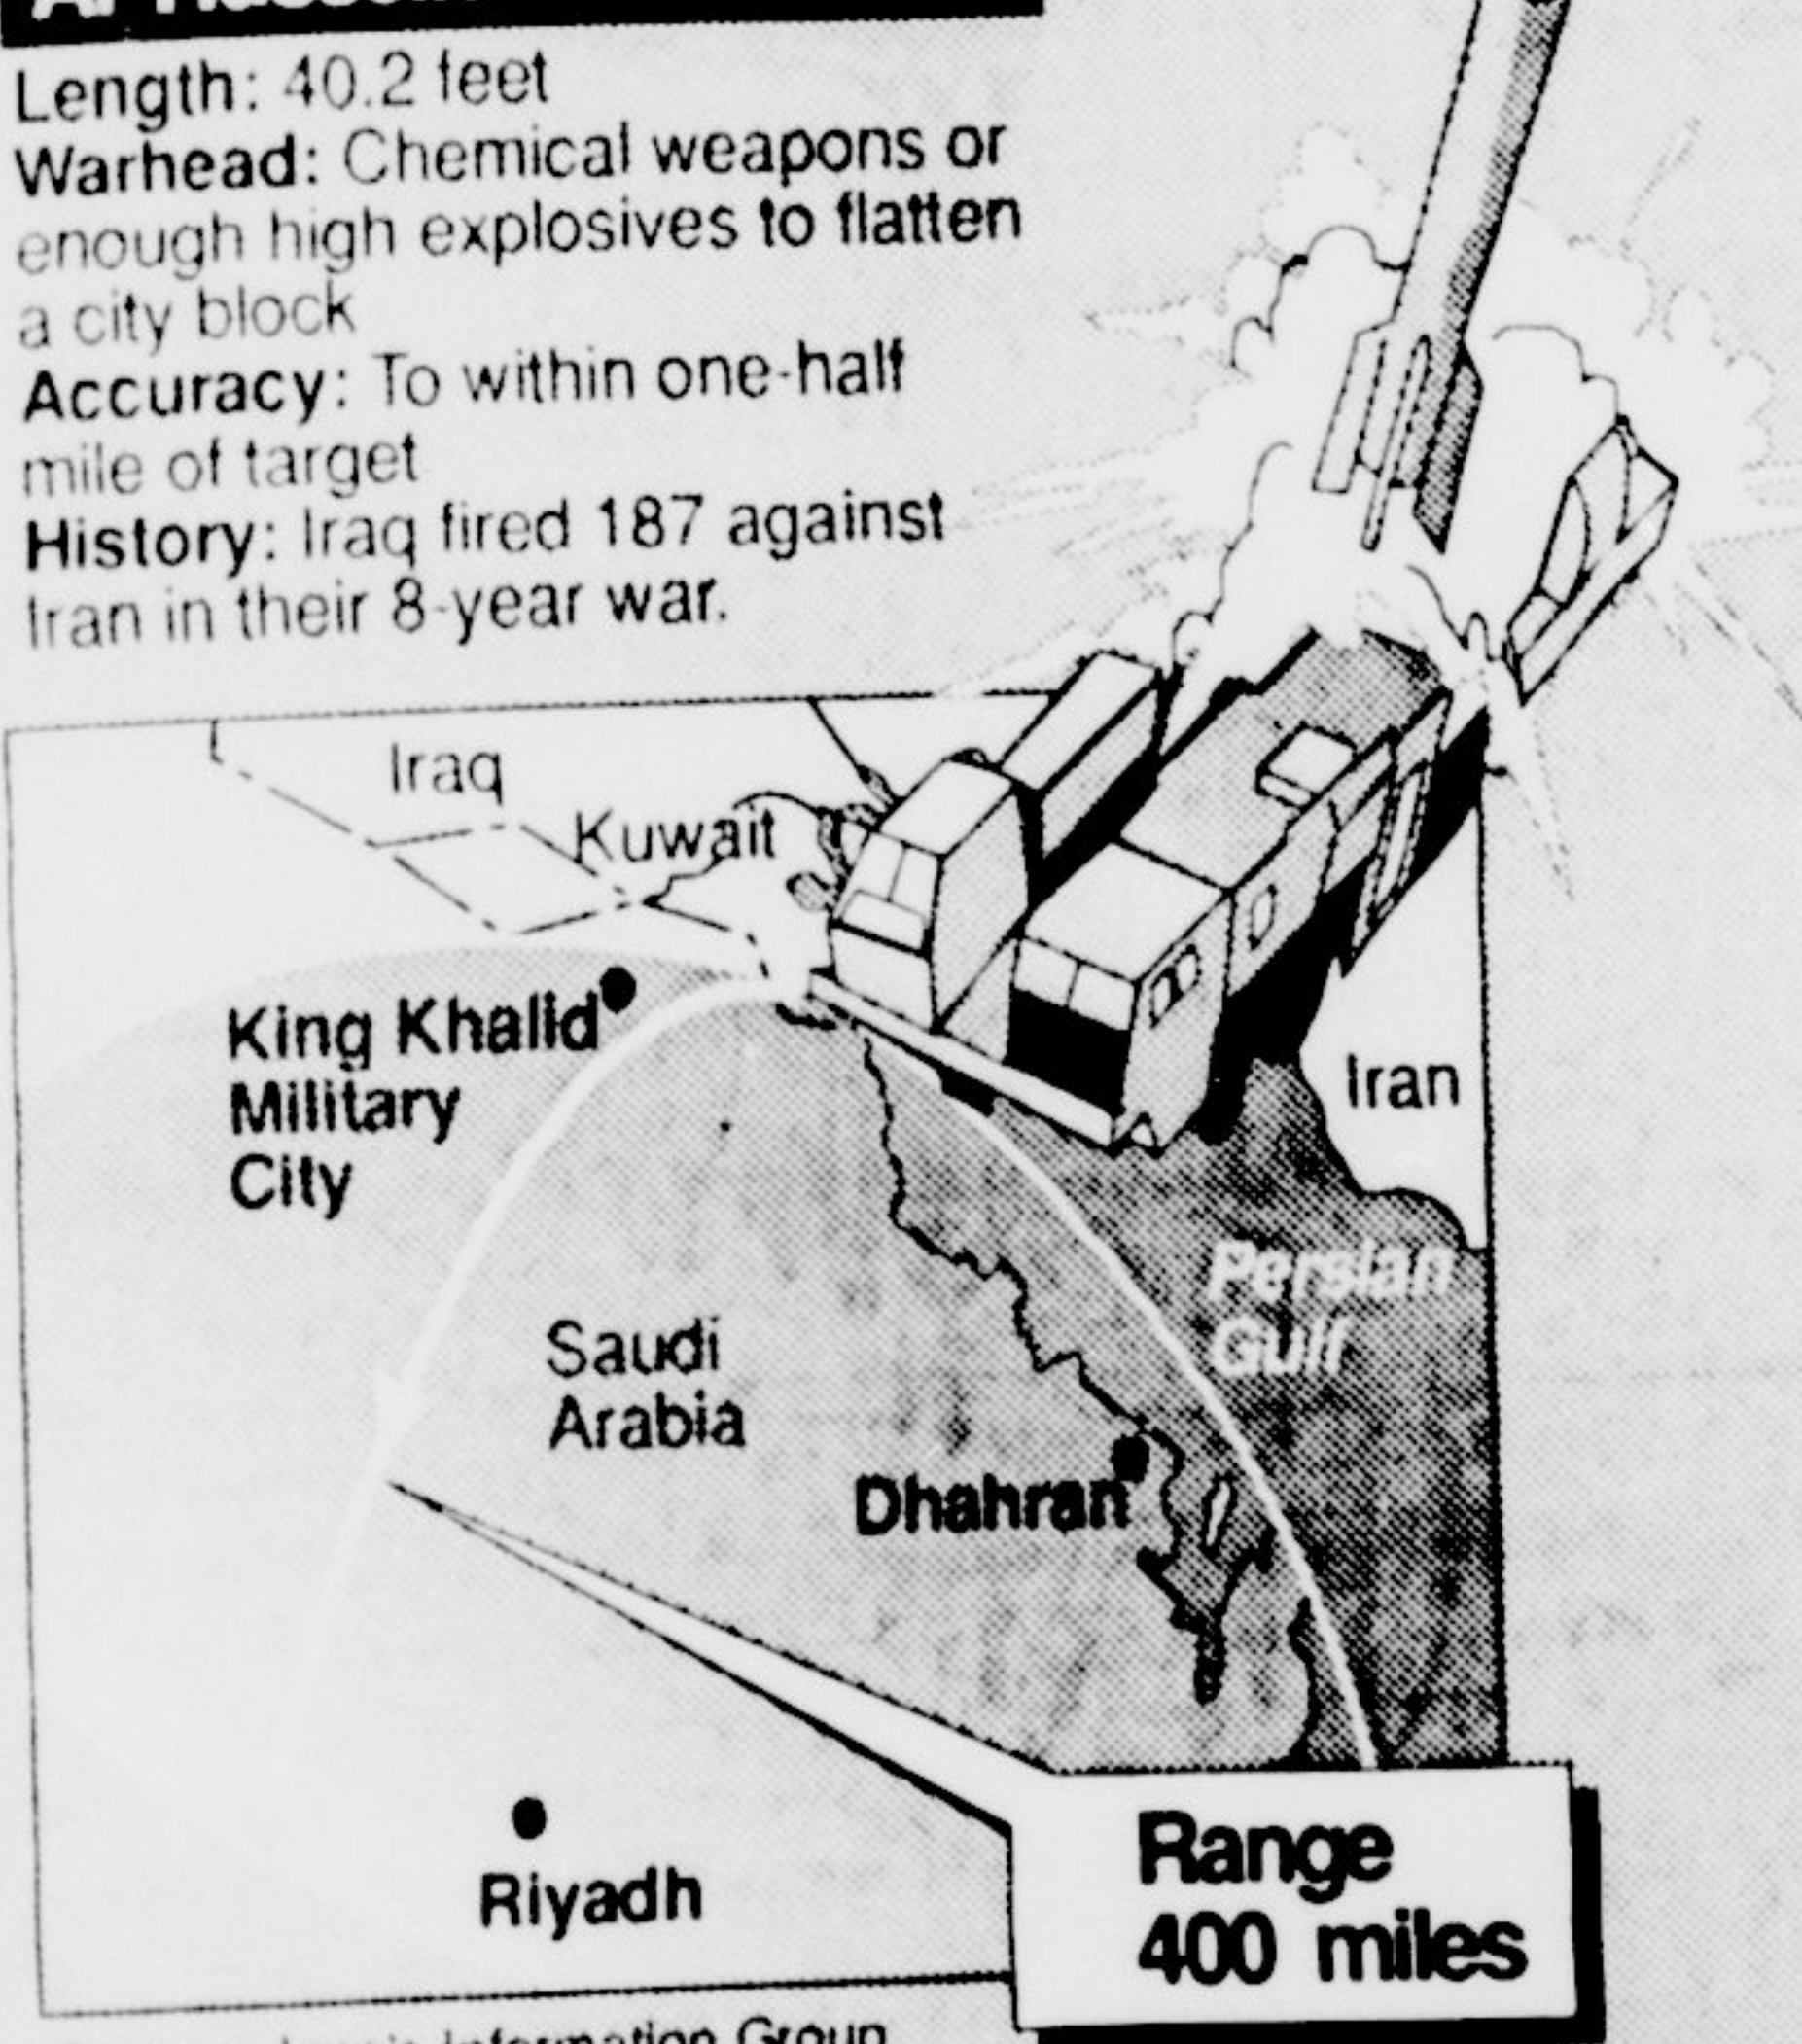 Length: 40.2 feet
Warhead: Chemical weapons or
enough high explosives to flatten
a city block
Accuracy: To within one-half
mile of target
History: Iraq fired 187 against
Iran in their 8-year war.
Iraq
Kuwait
King Khalid
Military
City
Iran
Persian
Gulf
Saudi
Arabia
Dhahran
Riyadh
Range
400 miles
Information Group